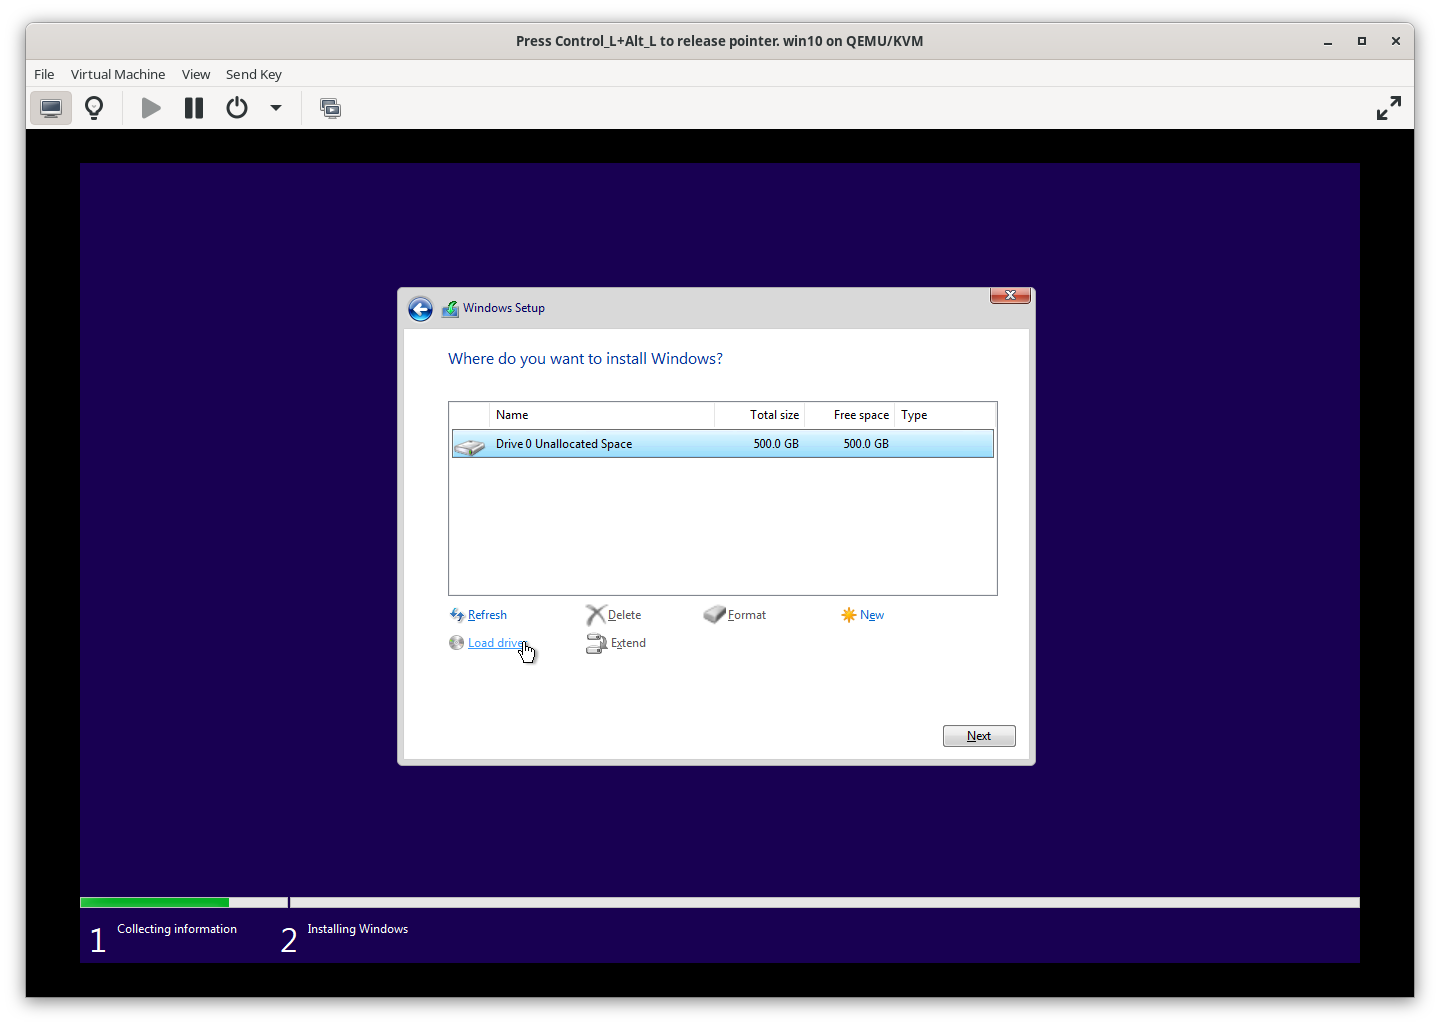 Press Control_L+Alt_L to release pointer. win10 on QEMU/KVM
File Virtual Machine View Send Key
Windows Setup
Where do you want to install Windows?
Name Total size Free space Type
Drive 0 Unallocated Space 500.0 GB 500.0 GB
Refresh Delete Format New
Load Extend
Next
1 Collecting information 2 Installing Windows